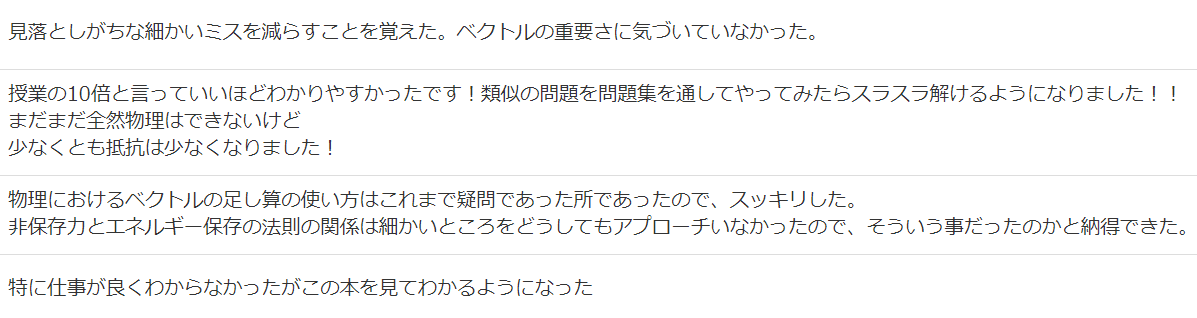 見落としがちな細かいミスを減らすことを覚えた。ベクトルの重要さに気づいていなかった。
授業の10倍と言っていいほどわかりやすかったです！類似の問題を問題集を通してやってみたらスラスラ解けるようになりました！！
まだまだ全然物理はできないけど
少なくとも抵抗は少なくなりました！
物理におけるベクトルの足し算の使い方はこれまで疑問であった所であったので、スッキリした。
非保存力とエネルギー保存の法則の関係は細かいところをどうしてもアプローチいなかったので、そういう事だったのかと納得できた。
特に仕事が良くわからなかったがこの本を見てわかるようになった